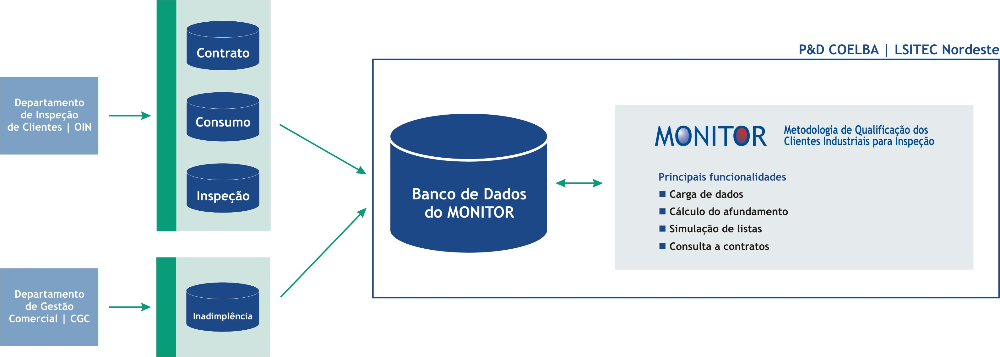 Departamento
de Inspeção
de Clientes | OIN
Contrato
Consumo
Inspeção
Departamento
de Gestão
Comercial | CGC
Inadimplência
P&D COELBA | LSITEC Nordeste
Banco de Dados
do MONITOR
MONITOR
Metodologia de Qualificação dos
Clientes Industriais para Inspeção
Principais funcionalidades
Carga de dados
Cálculo do afundamento
Simulação de listas
Consulta a contratos